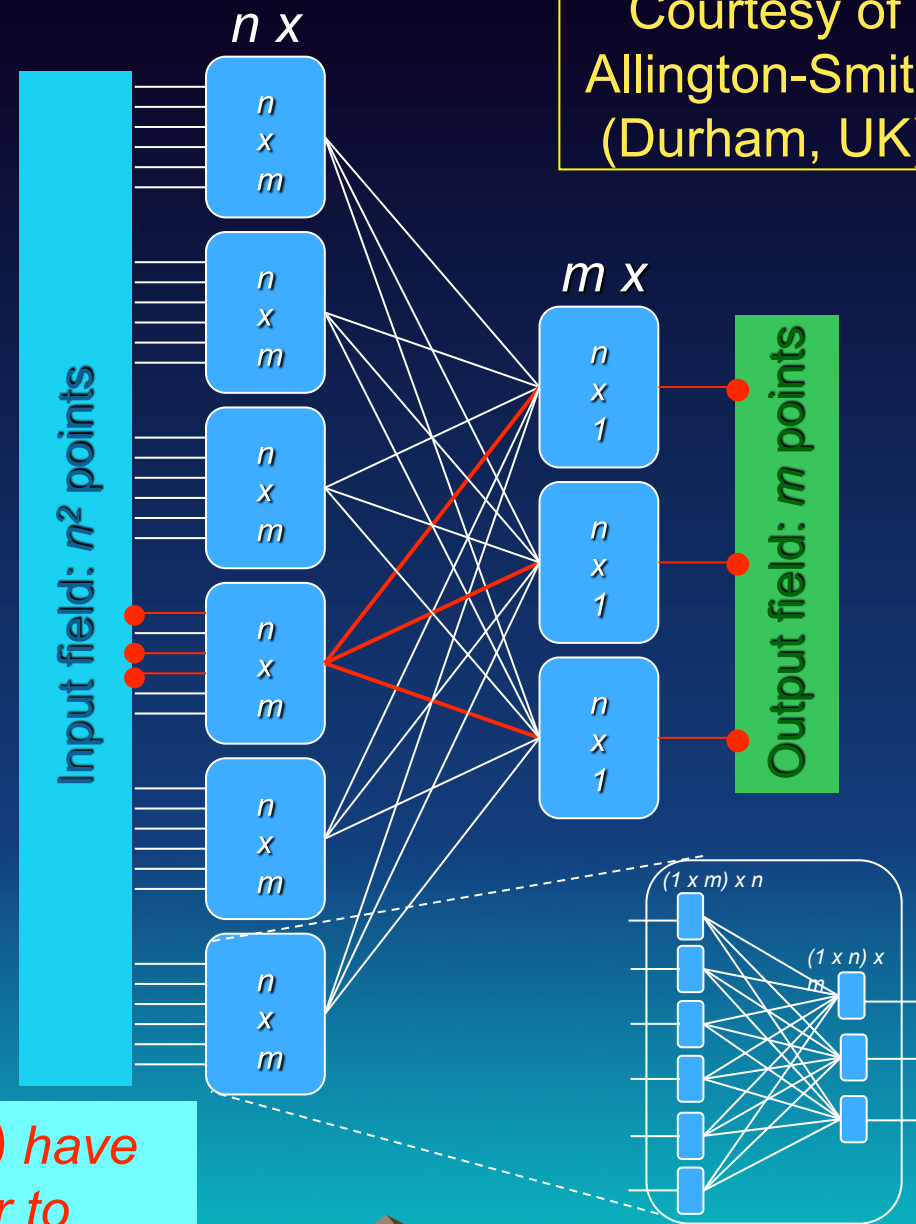 n x
Courtesy of
Allington-Smit
(Durham, UK)
Input field: n² points
n
x
m
n
x
m
n
x
m
n
x
m
n
x
m
n
x
m
m x
n
x
1
n
x
1
n
x
1
Output field: m points
(1 x m) x n
(1 x n) x
m
) have
r to